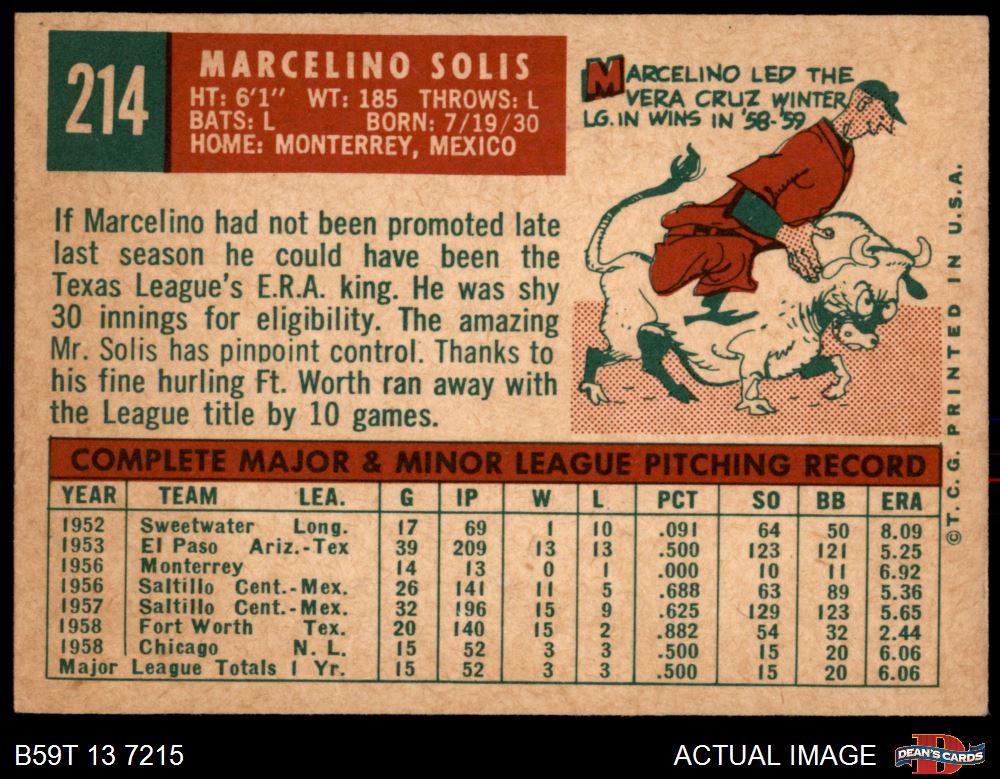 214
MARCELINO SOLIS
HT: 6'1" WT: 185 THROWS: L
BATS: L BORN: 7/19/30
HOME: MONTERREY, MEXICO
MARCELINO LED THE
VERA CRUZ WINTER
LG. IN WINS IN '58-'59
If Marcelino had not been promoted late
last season he could have been the
Texas League's E.R.A. king. He was shy
30 innings for eligibility. The amazing
Mr. Solis has pinpoint control. Thanks to
his fine hurling Ft. Worth ran away with
the League title by 10 games.
COMPLETE MAJOR & MINOR LEAGUE PITCHING RECORD
YEAR TEAM LEA. G IP W L PCT SO BB ERA
1952 Sweetwater Long. 17 69 1 10 .091 64 50 8.09
1953 El Paso Ariz.-Tex 39 209 13 13 .500 123 121 5.25
1956 Monterrey 14 13 0 1 .000 10 11 6.92
1956 Saltillo Cent.-Mex. 26 141 11 5 .688 63 89 5.36
1957 Saltillo Cent.-Mex. 32 196 15 9 .625 129 123 5.65
1958 Fort Worth Tex. 20 140 15 2 .882 54 32 2.44
1958 Chicago N. L. 15 52 3 3 .500 15 20 6.06
Major League Totals 1 Yr. 15 52 3 3 .500 15 20 6.06
© T. C. G. PRINTED IN U.S.A.
B59T 13 7215
ACTUAL IMAGE
DEAN'S CARDS